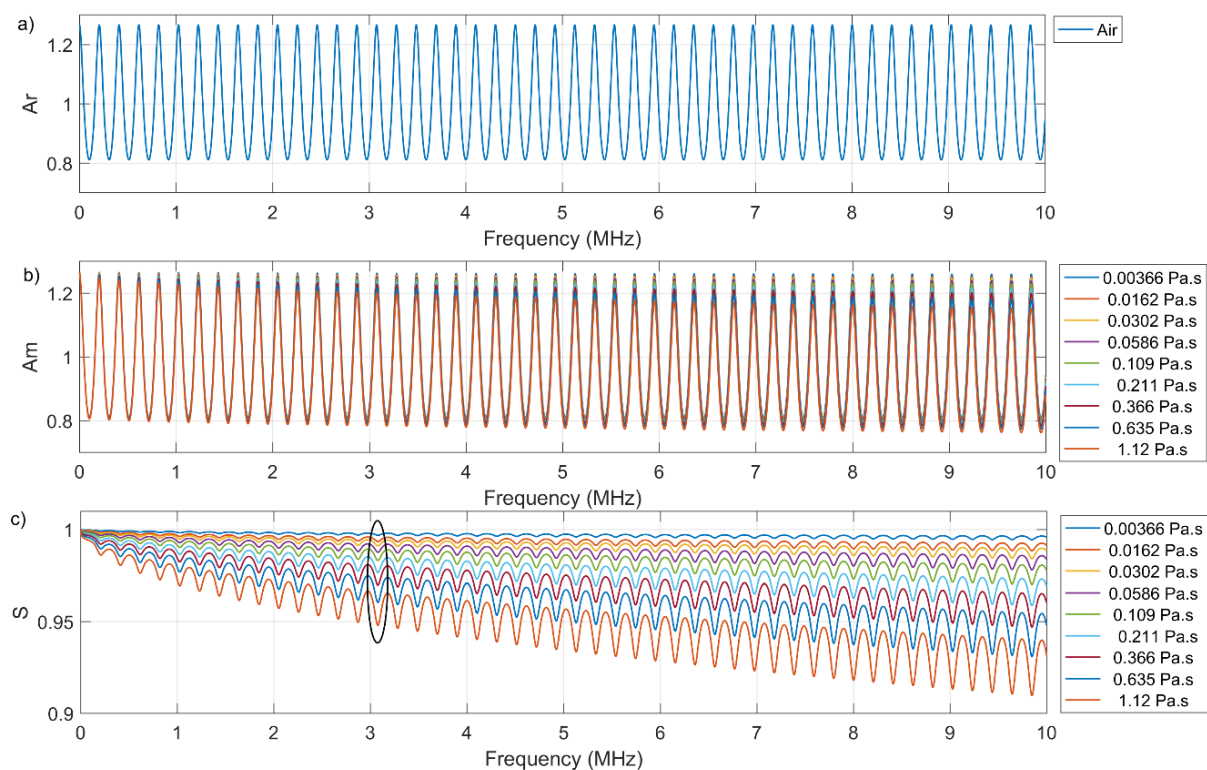 a)
Ar
1.2
1
0.8
0 1 2 3 4 5 6 7 8 9 10
Frequency (MHz)
Air
b)
Am
1.2
1
0.8
0 1 2 3 4 5 6 7 8 9 10
Frequency (MHz)
0.00366 Pa.s
0.0162 Pa.s
0.0302 Pa.s
0.0586 Pa.s
0.109 Pa.s
0.211 Pa.s
0.366 Pa.s
0.635 Pa.s
1.12 Pa.s
c)
S
1
0.95
0.9
0 1 2 3 4 5 6 7 8 9 10
Frequency (MHz)
0.00366 Pa.s
0.0162 Pa.s
0.0302 Pa.s
0.0586 Pa.s
0.109 Pa.s
0.211 Pa.s
0.366 Pa.s
0.635 Pa.s
1.12 Pa.s